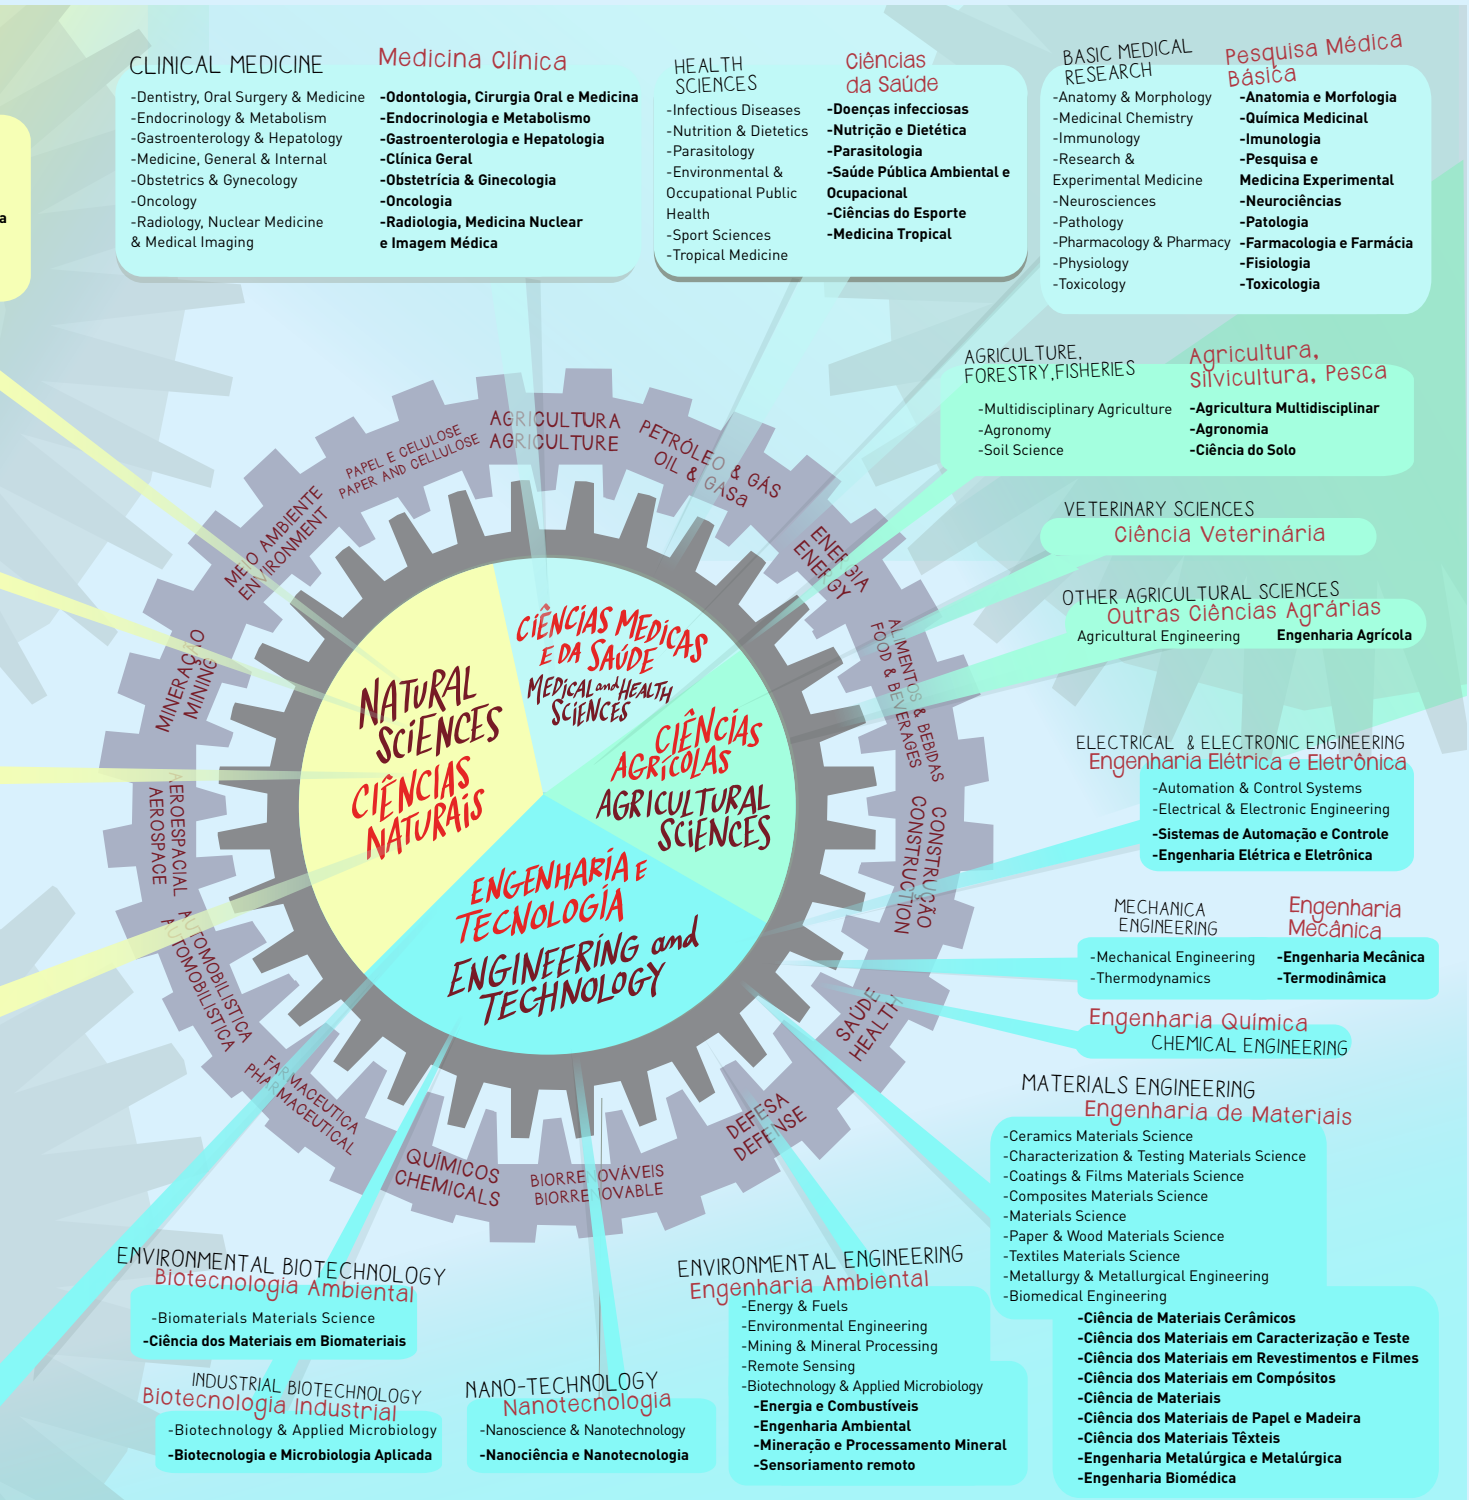 a
CLINICAL MEDICINE
-Dentistry, Oral Surgery & Medicine
-Endocrinology & Metabolism
-Gastroenterology & Hepatology
-Medicine, General & Internal
-Obstetrics & Gynecology
-Oncology
-Radiology, Nuclear Medicine
& Medical Imaging
Medicina Clínica
-Odontologia, Cirurgia Oral e Medicina
-Endocrinologia e Metabolismo
-Gastroenterologia e Hepatologia
-Clínica Geral
-Obstetrícia & Ginecologia
-Oncologia
-Radiologia, Medicina Nuclear
e Imagem Médica
HEALTH
SCIENCES
-Infectious Diseases
-Nutrition & Dietetics
-Parasitology
-Environmental &
Occupational Public
Health
-Sport Sciences
-Tropical Medicine
Ciências
da Saúde
-Doenças infecciosas
-Nutrição e Dietética
-Parasitologia
-Saúde Pública Ambiental e
Ocupacional
-Ciências do Esporte
-Medicina Tropical
BASIC MEDICAL
RESEARCH
-Anatomy & Morphology
-Medicinal Chemistry
-Immunology
-Research &
Experimental Medicine
-Neurosciences
-Pathology
-Pharmacology & Pharmacy
-Physiology
-Toxicology
Pesquisa Médica
Básica
-Anatomia e Morfologia
-Química Medicinal
-Imunologia
-Pesquisa e
Medicina Experimental
-Neurociências
-Patologia
-Farmacologia e Farmácia
-Fisiologia
-Toxicologia
AGRICULTURE,
FORESTRY,FISHERIES
-Multidisciplinary Agriculture
-Agronomy
-Soil Science
Agricultura,
Silvicultura, Pesca
-Agricultura Multidisciplinar
-Agronomia
-Ciência do Solo
VETERINARY SCIENCES
Ciência Veterinária
OTHER AGRICULTURAL SCIENCES
Outras Ciências Agrárias
Agricultural Engineering
Engenharia Agrícola
ELECTRICAL & ELECTRONIC ENGINEERING
Engenharia Elétrica e Eletrônica
-Automation & Control Systems
-Electrical & Electronic Engineering
-Sistemas de Automação e Controle
-Engenharia Elétrica e Eletrônica
MECHANICA
ENGINEERING
-Mechanical Engineering
-Thermodynamics
Engenharia
Mecânica
-Engenharia Mecânica
-Termodinâmica
Engenharia Química
CHEMICAL ENGINEERING
MATERIALS ENGINEERING
Engenharia de Materiais
-Ceramics Materials Science
-Characterization & Testing Materials Science
-Coatings & Films Materials Science
-Composites Materials Science
-Materials Science
-Paper & Wood Materials Science
-Textiles Materials Science
-Metallurgy & Metallurgical Engineering
-Biomedical Engineering
-Ciência de Materiais Cerâmicos
-Ciência dos Materiais em Caracterização e Teste
-Ciência dos Materiais em Revestimentos e Filmes
-Ciência dos Materiais em Compósitos
-Ciência de Materiais
-Ciência dos Materiais de Papel e Madeira
-Ciência dos Materiais Têxteis
-Engenharia Metalúrgica e Metalúrgica
-Engenharia Biomédica
MINERAÇÃO
MINING
MEIO AMBIENTE
ENVIRONMENT
PAPEL E CELULOSE
PAPER AND CELLULOSE
AGRICULTURA
AGRICULTURE
PETRÓLEO & GÁS
OIL & GASa
ENERGIA
ENERGY
ALIMENTOS & BEBIDAS
FOOD & BEVERAGES
CONSTRUÇÃO
CONSTRUCTION
SAÚDE
HEALTH
DEFESA
DEFENSE
BIORRENOVÁVEIS
BIORRENOVABLE
QUÍMICOS
CHEMICALS
FARMACEUTICA
PHARMACEUTICAL
AUTOMOBILISTICA
AUTOMOBILISTICA
AEROESPACIAL
AEROSPACE
CIÊNCIAS MEDICAS
E DA SAÚDE
MEDICAL and HEALTH
SCIENCES
NATURAL
SCIENCES
CIÊNCIAS
NATURAIS
CIÊNCIAS
AGRÍCOLAS
AGRICULTURAL
SCIENCES
ENGENHARIA E
TECNOLOGIA
ENGINEERING and
TECHNOLOGY
ENVIRONMENTAL BIOTECHNOLOGY
Biotecnologia Ambiental
-Biomaterials Materials Science
-Ciência dos Materiais em Biomateriais
INDUSTRIAL BIOTECHNOLOGY
Biotecnologia Industrial
-Biotechnology & Applied Microbiology
-Biotecnologia e Microbiologia Aplicada
NANO-TECHNOLOGY
Nanotecnologia
-Nanoscience & Nanotechnology
-Nanociência e Nanotecnologia
ENVIRONMENTAL ENGINEERING
Engenharia Ambiental
-Energy & Fuels
-Environmental Engineering
-Mining & Mineral Processing
-Remote Sensing
-Biotechnology & Applied Microbiology
-Energia e Combustíveis
-Engenharia Ambiental
-Mineração e Processamento Mineral
-Sensoriamento remoto